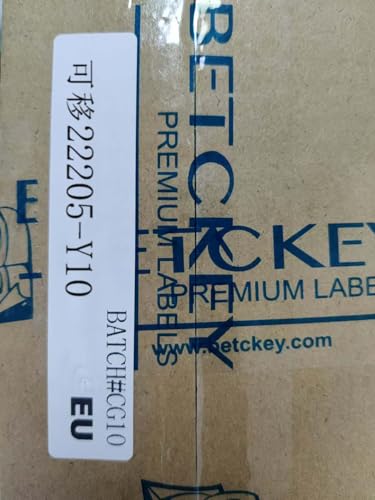 可移22205-Y10
BATCH#CG10
EU
BETCKEY
PREMIUM LABELS
ETCKEY
PREMIUM LABE
www.betckey.com